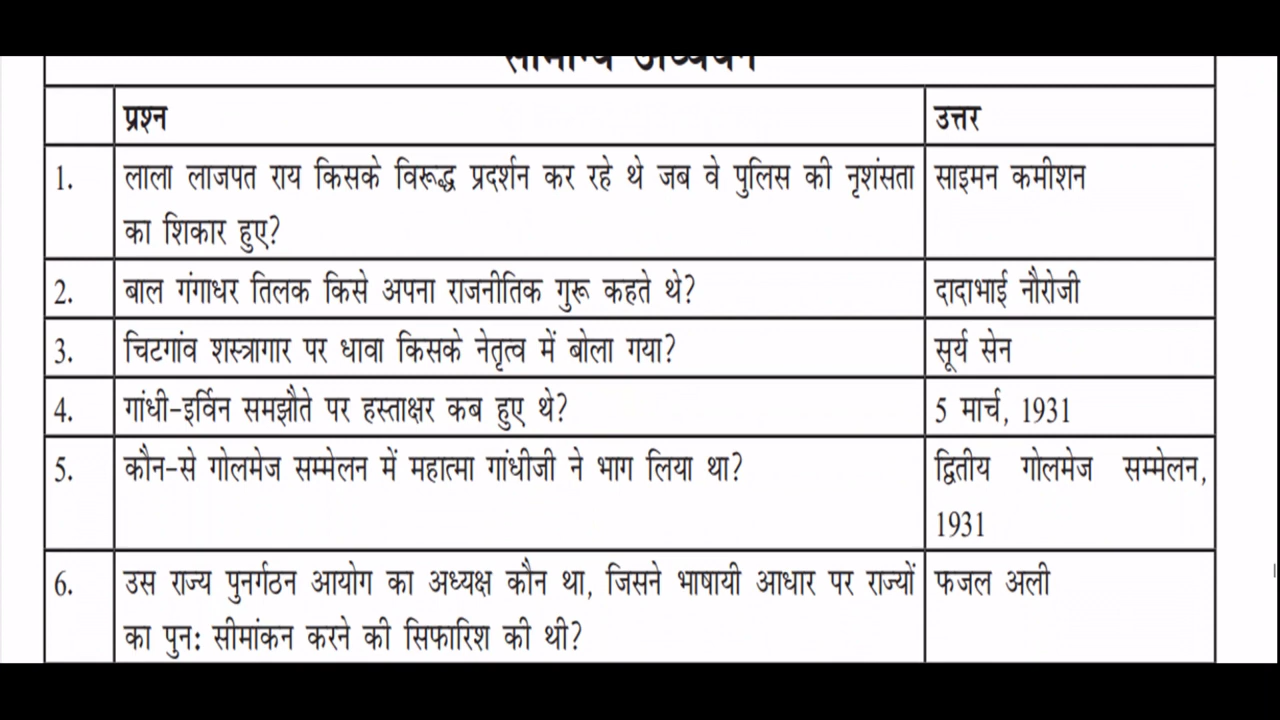 सामान्य अध्ययन
प्रश्न उत्तर
1. लाला लाजपत राय किसके विरूद्ध प्रदर्शन कर रहे थे जब वे पुलिस की नृशंसता साइमन कमीशन
का शिकार हुए?
2. बाल गंगाधर तिलक किसे अपना राजनीतिक गुरू कहते थे? दादाभाई नौरोजी
3. चिटगांव शस्त्रागार पर धावा किसके नेतृत्व में बोला गया? सूर्य सेन
4. गांधी-इर्विन समझौते पर हस्ताक्षर कब हुए थे? 5 मार्च, 1931
5. कौन-से गोलमेज सम्मेलन में महात्मा गांधीजी ने भाग लिया था? द्वितीय गोलमेज सम्मेलन,
1931
6. उस राज्य पुनर्गठन आयोग का अध्यक्ष कौन था, जिसने भाषायी आधार पर राज्यों फजल अली
का पुन: सीमांकन करने की सिफारिश की थी?